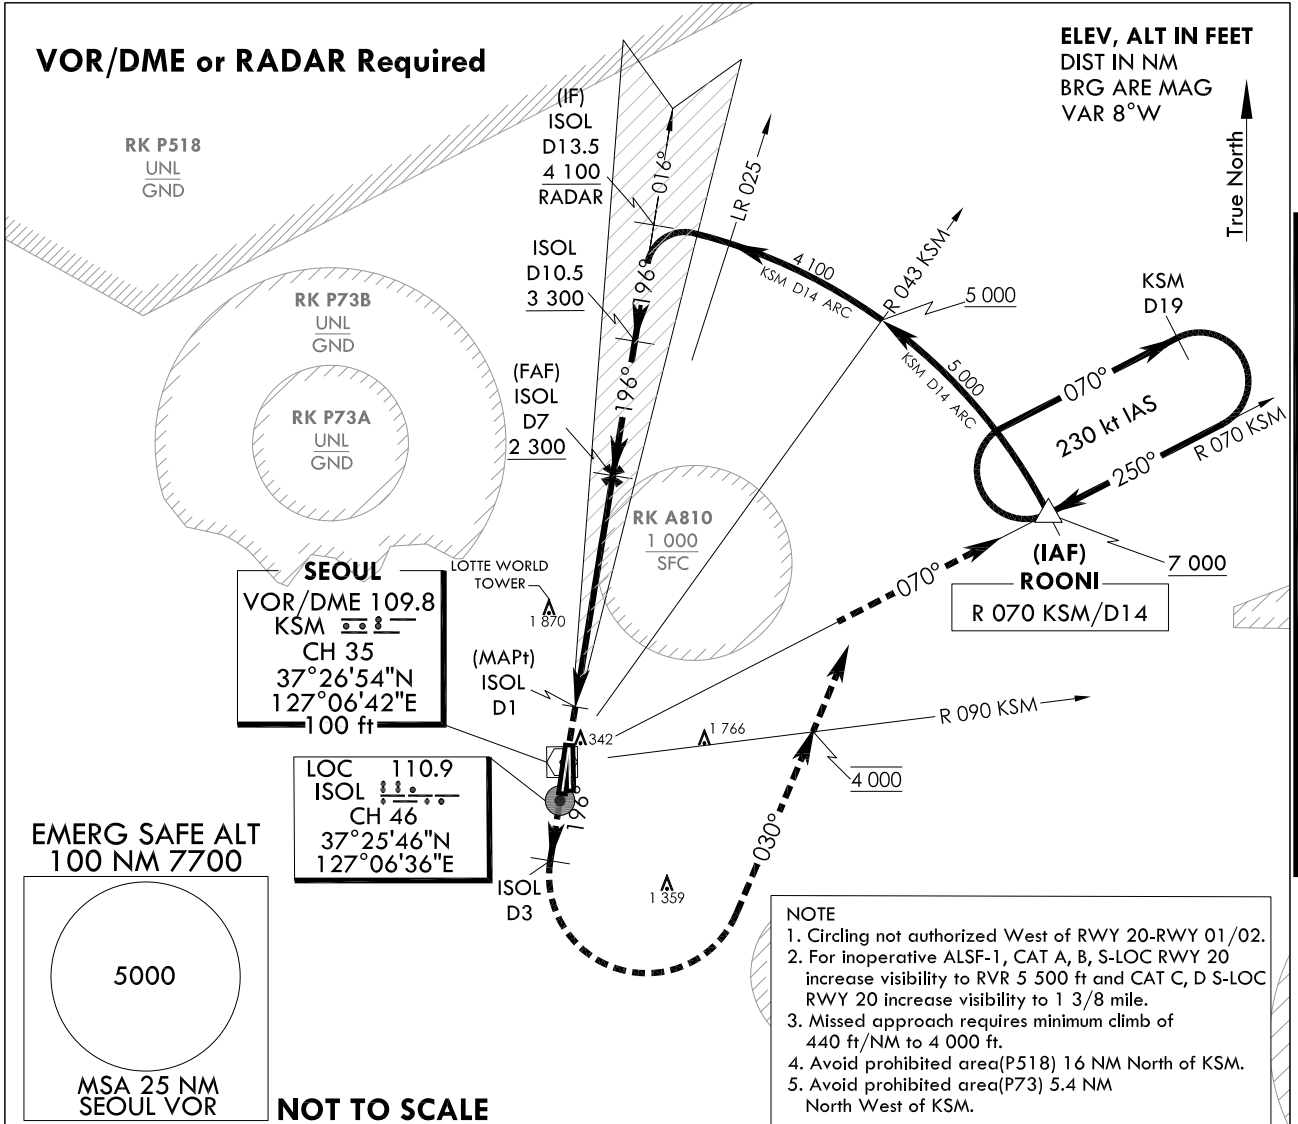 VOR/DME or RADAR Required
ELEV, ALT IN FEET
DIST IN NM
BRG ARE MAG
VAR 8°W
True North
RK P518
UNL
GND
(IF)
ISOL
D13.5
4 100
RADAR
016°
LR 025
ISOL
D10.5
3 300
196°
4 100
KSM D14 ARC
R 043 KSM
5 000
KSM
D19
RK P73B
UNL
GND
RK P73A
UNL
GND
(FAF)
ISOL
D7
2 300
196°
5 000
KSM D14 ARC
070°
230 kt IAS
250°
R 070 KSM
RK A810
1 000
SFC
(IAF)
ROONI
R 070 KSM/D14
7 000
070°
LOTTE WORLD
TOWER
1 870
SEOUL
VOR/DME 109.8
KSM
CH 35
37°26'54"N
127°06'42"E
100 ft
(MAPt)
ISOL
D1
342
1 766
R 090 KSM
4 000
LOC 110.9
ISOL
CH 46
37°25'46"N
127°06'36"E
196°
030°
ISOL
D3
1 359
EMERG SAFE ALT
100 NM 7700
5000
MSA 25 NM
SEOUL VOR
NOT TO SCALE
NOTE
1. Circling not authorized West of RWY 20-RWY 01/02.
2. For inoperative ALSF-1, CAT A, B, S-LOC RWY 20
increase visibility to RVR 5 500 ft and CAT C, D S-LOC
RWY 20 increase visibility to 1 3/8 mile.
3. Missed approach requires minimum climb of
440 ft/NM to 4 000 ft.
4. Avoid prohibited area(P518) 16 NM North of KSM.
5. Avoid prohibited area(P73) 5.4 NM
North West of KSM.